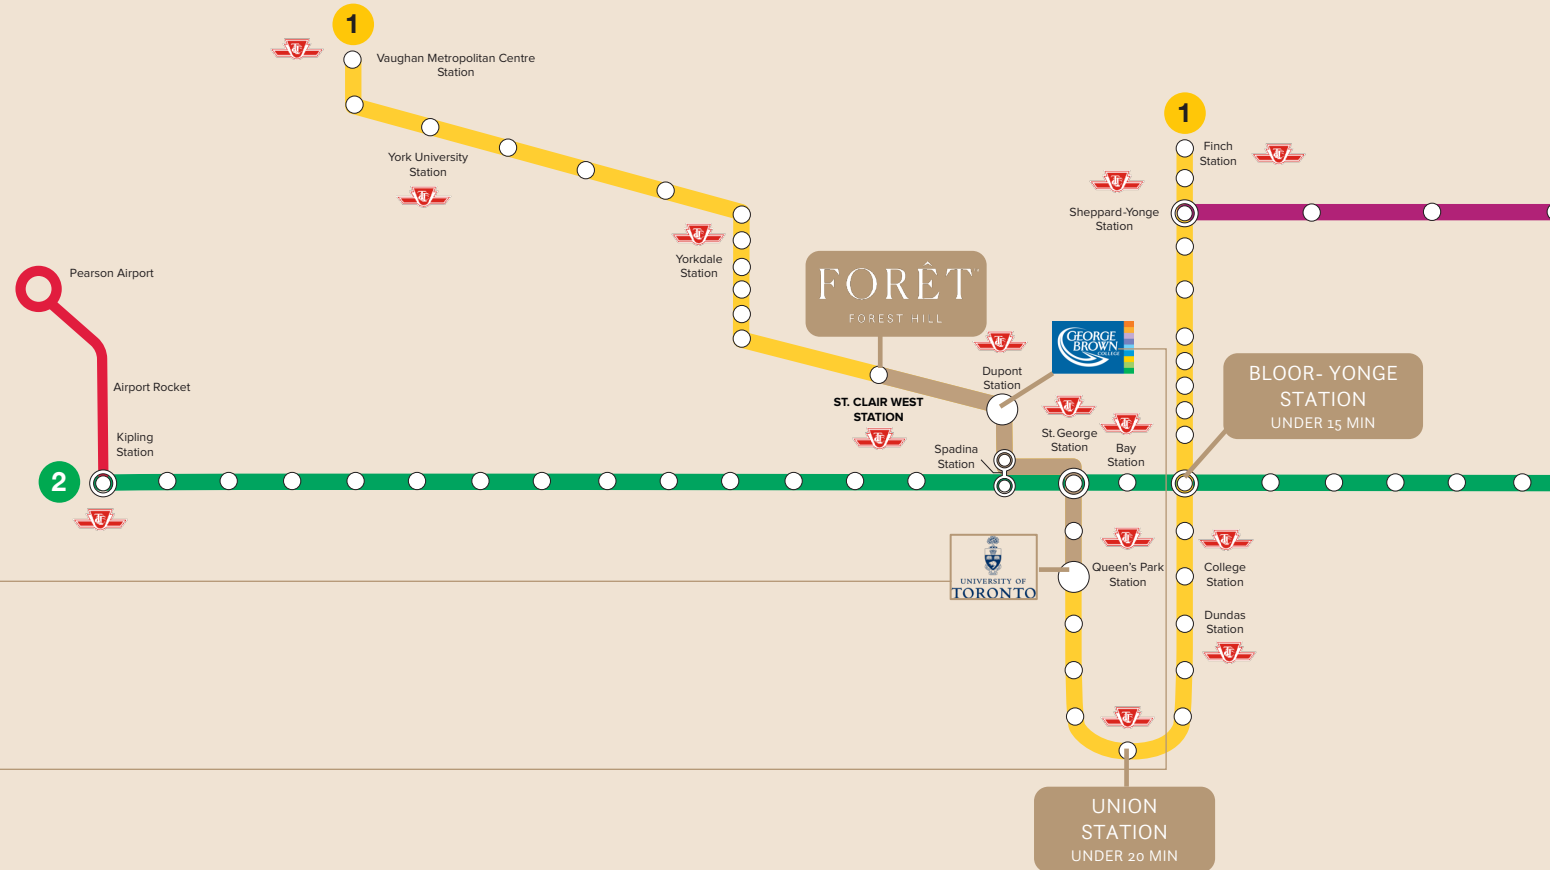 1
Vaughan Metropolitan Centre
Station
York University
Station
Yorkdale
Station
Pearson Airport
Airport Rocket
Kipling
Station
2
FORÊT
FOREST HILL
ST. CLAIR WEST
STATION
Dupont
Station
GEORGE
BROWN
COLLEGE
Spadina
Station
St. George
Station
Bay
Station
1
Finch
Station
Sheppard-Yonge
Station
BLOOR- YONGE
STATION
UNDER 15 MIN
UNIVERSITY OF
TORONTO
Queen's Park
Station
College
Station
Dundas
Station
UNION
STATION
UNDER 20 MIN